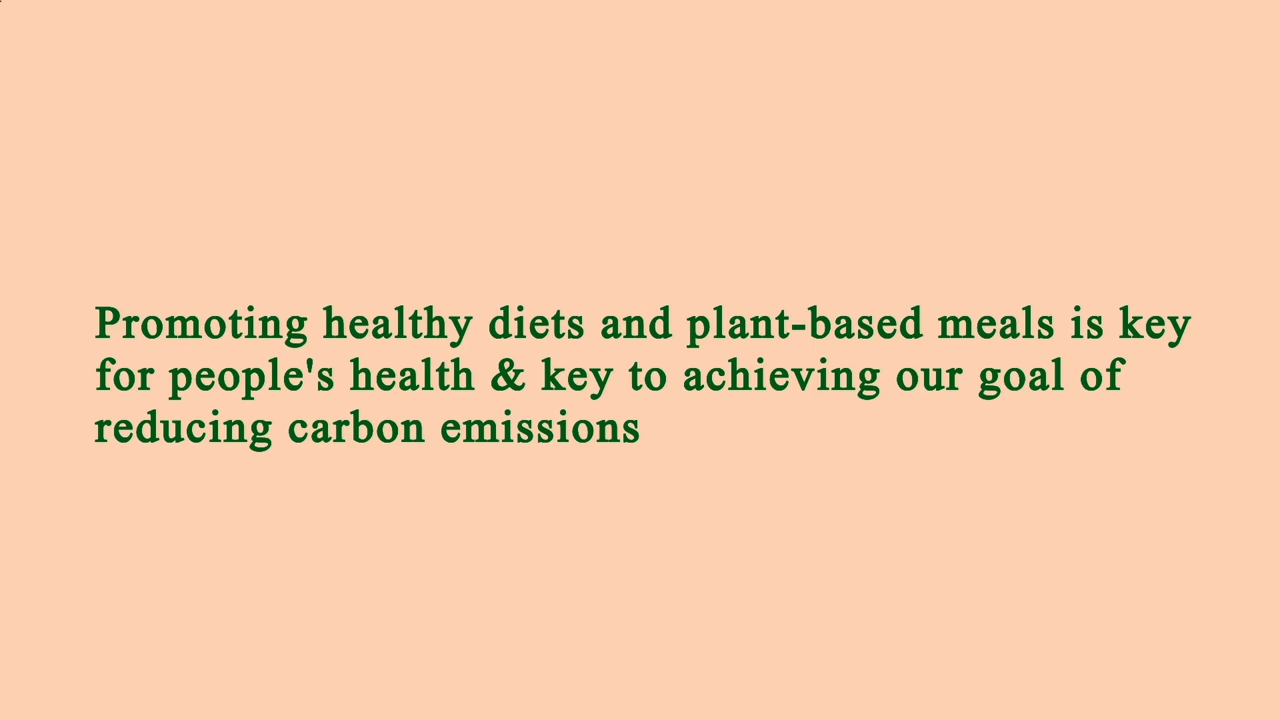 Promoting healthy diets and plant-based meals is key
for people's health & key to achieving our goal of
reducing carbon emissions